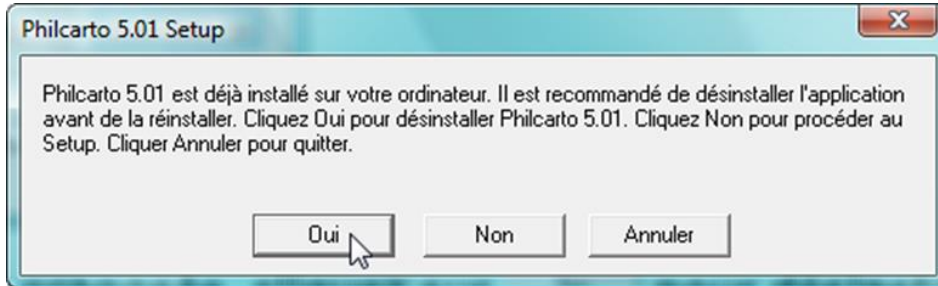 Philcarto 5.01 Setup
Philcarto 5.01 est déjà installé sur votre ordinateur. Il est recommandé de désinstaller l'application
avant de la réinstaller. Cliquez Oui pour désinstaller Philcarto 5.01. Cliquez Non pour procéder au
Setup. Cliquer Annuler pour quitter.
Oui Non Annuler